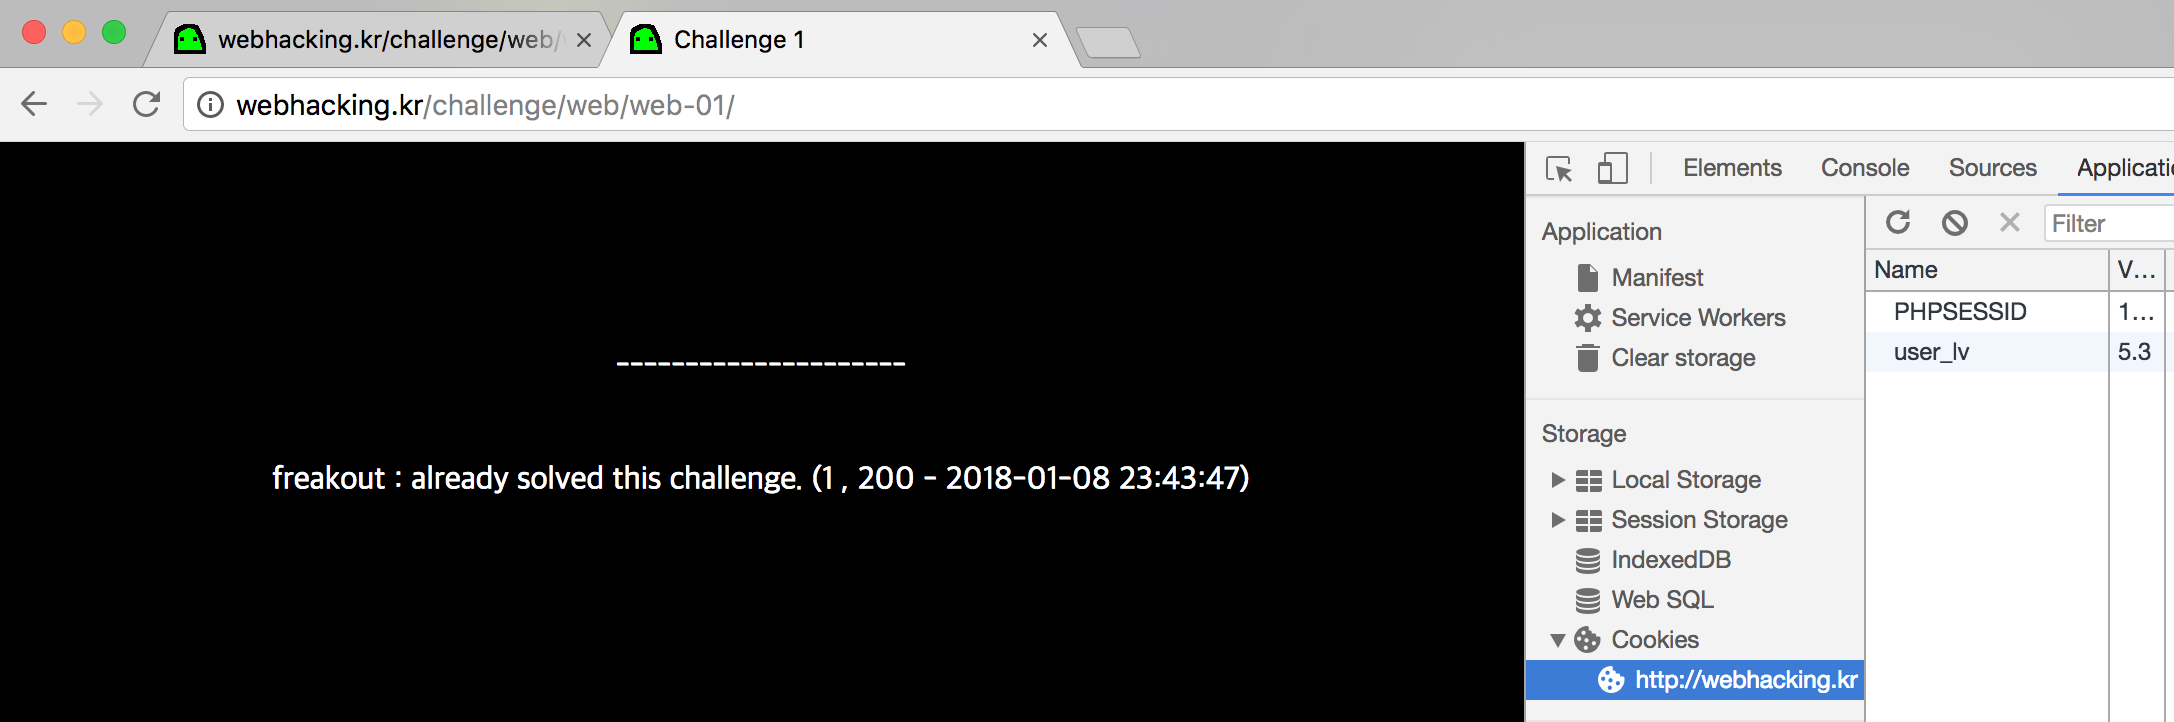 webhacking.kr/challenge/web/
Challenge 1
webhacking.kr/challenge/web/web-01/
Elements Console Sources Applicati
Application
Manifest
Service Workers
Clear storage
Storage
Local Storage
Session Storage
IndexedDB
Web SQL
Cookies
http://webhacking.kr
Filter
Name V...
PHPSESSID 1...
user_lv 5.3
---------------------
freakout : already solved this challenge. (1 , 200 - 2018-01-08 23:43:47)